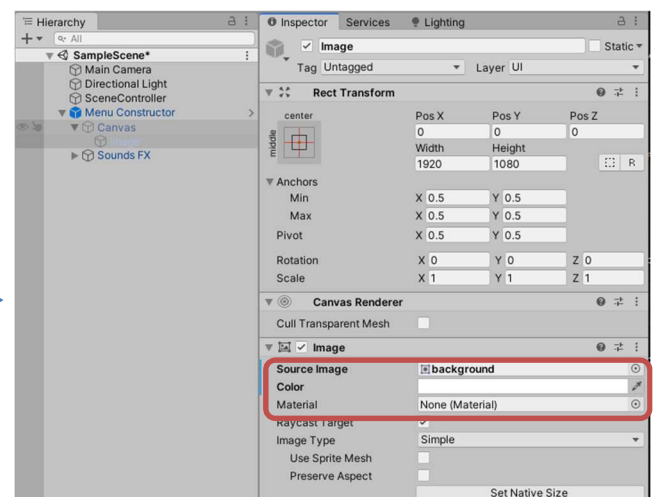 Hierarchy
All
SampleScene*
Main Camera
Directional Light
SceneController
Menu Constructor
Canvas
Sounds FX
Inspector Services Lighting
Image Static
Tag Untagged Layer UI
Rect Transform
center Pos X Pos Y Pos Z
middle 0 0 0
Width Height
1920 1080 R
Anchors
Min X 0.5 Y 0.5
Max X 0.5 Y 0.5
Pivot X 0.5 Y 0.5
Rotation X 0 Y 0 Z 0
Scale X 1 Y 1 Z 1
Canvas Renderer
Cull Transparent Mesh
Image
Source Image background
Color
Material None (Material)
Raycast Target
Image Type Simple
Use Sprite Mesh
Preserve Aspect
Set Native Size